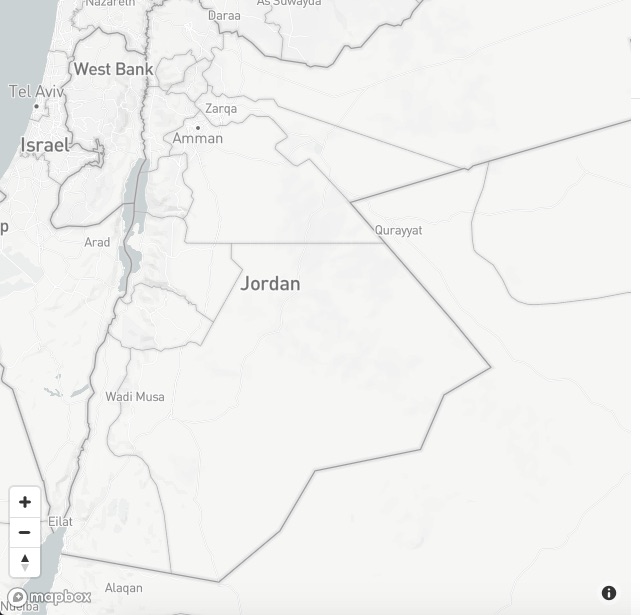 Nazareth
As Suwayda
Daraa
West Bank
Tel Aviv
Zarqa
Amman
Israel
p
Qurayyat
Arad
Jordan
Wadi Musa
Eilat
Alaqan
mapbox